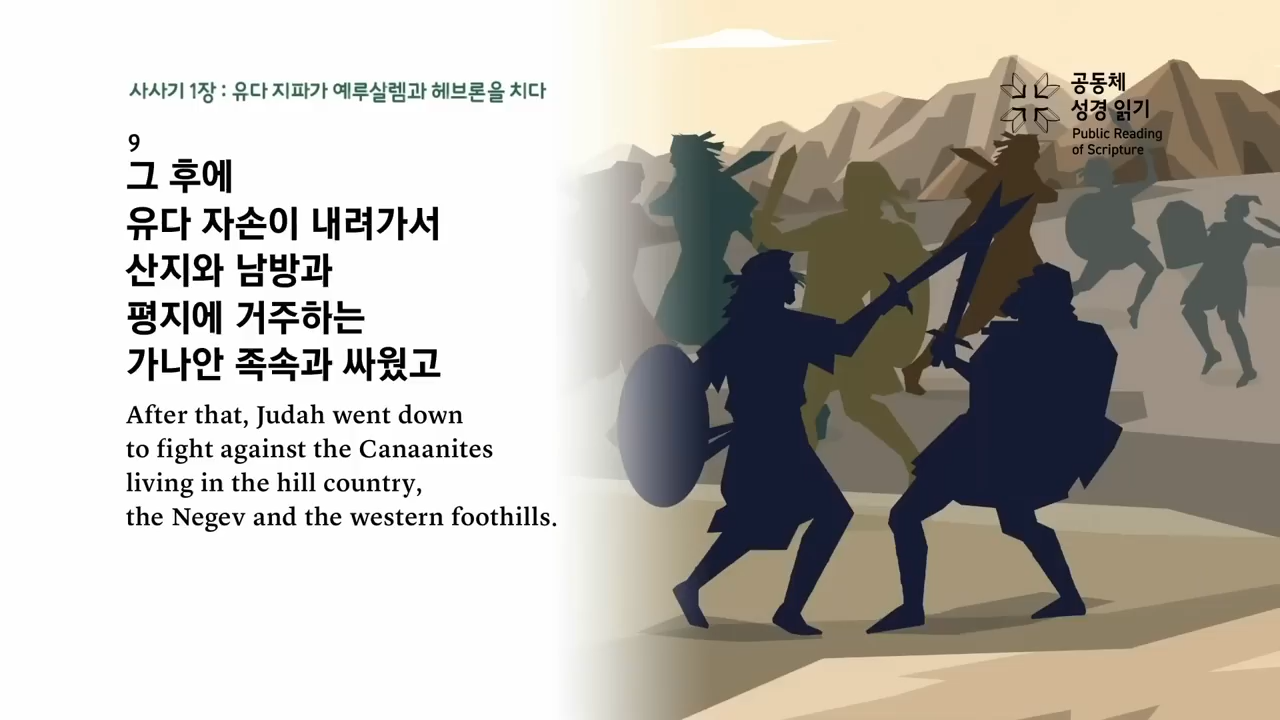 사사기 1장 : 유다 지파가 예루살렘과 헤브론을 치다
공동체
성경 읽기
Public Reading
of Scripture
9
그 후에
유다 자손이 내려가서
산지와 남방과
평지에 거주하는
가나안 족속과 싸웠고
After that, Judah went down
to fight against the Canaanites
living in the hill country,
the Negev and the western foothills.